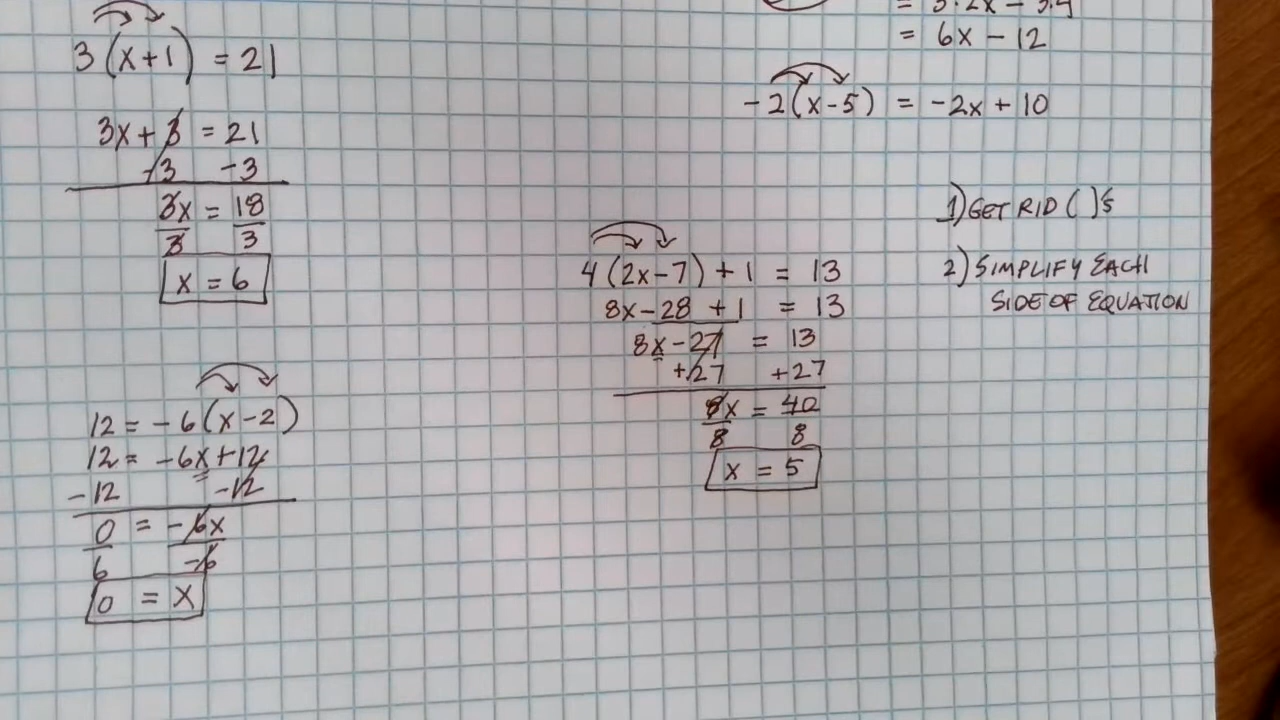 3(x+1) = 21
3x+3 = 21
-3 -3
3x = 18
3 3
x = 6
12 = -6(x-2)
12 = -6x+12
-12 -12
0 = -6x
6 -6
0 = x
= 6x - 12
-2(x-5) = -2x + 10
4(2x-7) + 1 = 13
8x-28 + 1 = 13
8x-27 = 13
+27 +27
8x = 40
8 8
x = 5
1) GET RID ( )'s
2) SIMPLIFY EACH
SIDE OF EQUATION